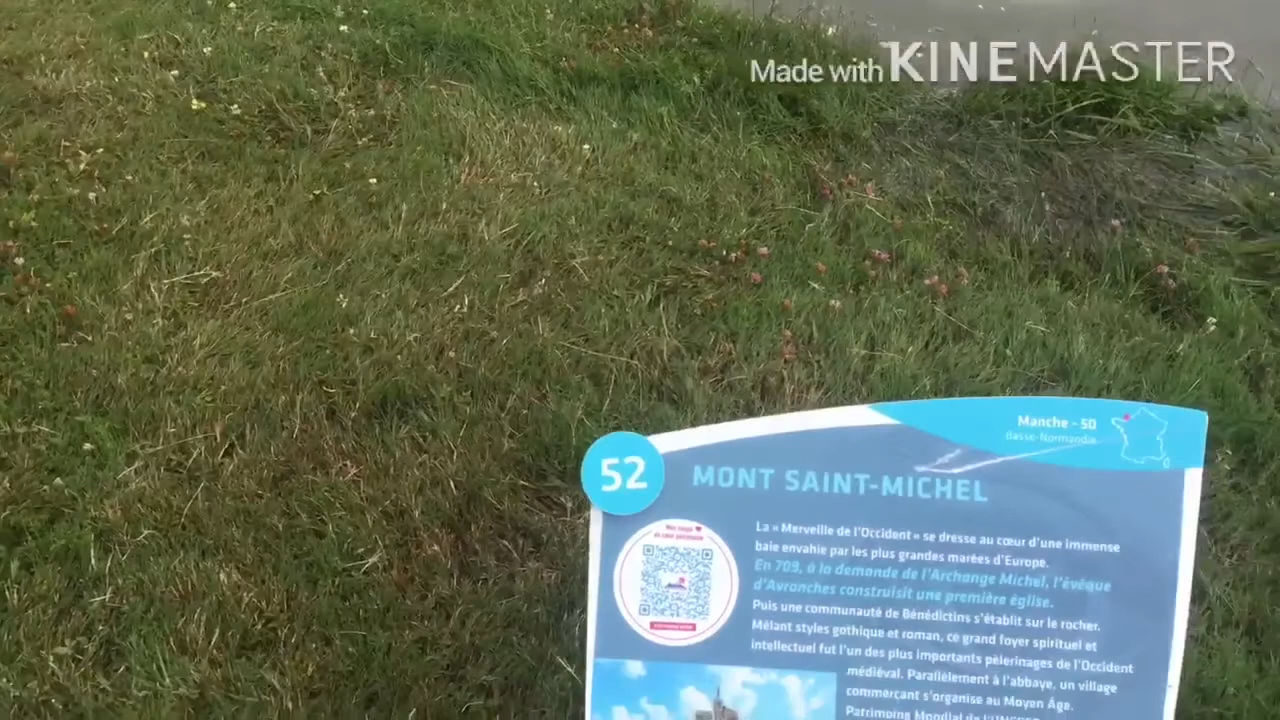 Made with KINEMASTER
Manche - 50
Basse-Normandie
52
MONT SAINT-MICHEL
La « Merveille de l'Occident » se dresse au cœur d'une immense
baie envahie par les plus grandes marées d'Europe.
En 709, à la demande de l'Archange Michel, l'évêque
d'Avranches construisit une première église.
Puis une communauté de Bénédictins s'établit sur le rocher.
Mêlant styles gothique et roman, ce grand foyer spirituel et
intellectuel fut l'un des plus importants pèlerinages de l'Occident
médiéval. Parallèlement à l'abbaye, un village
commerçant s'organise au Moyen Âge.
Patrimoine Mondial de l'UNESCO